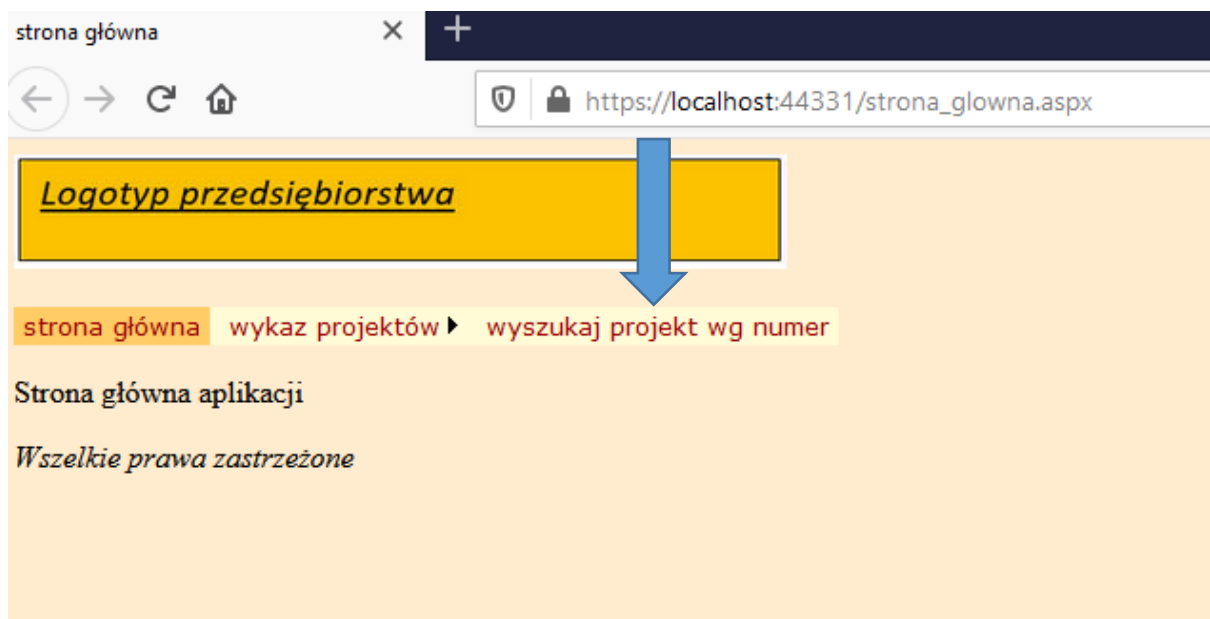 strona główna
https://localhost:44331/strona_glowna.aspx
Logotyp przedsiębiorstwa
strona główna wykaz projektów wyszukaj projekt wg numer
Strona główna aplikacji
Wszelkie prawa zastrzeżone